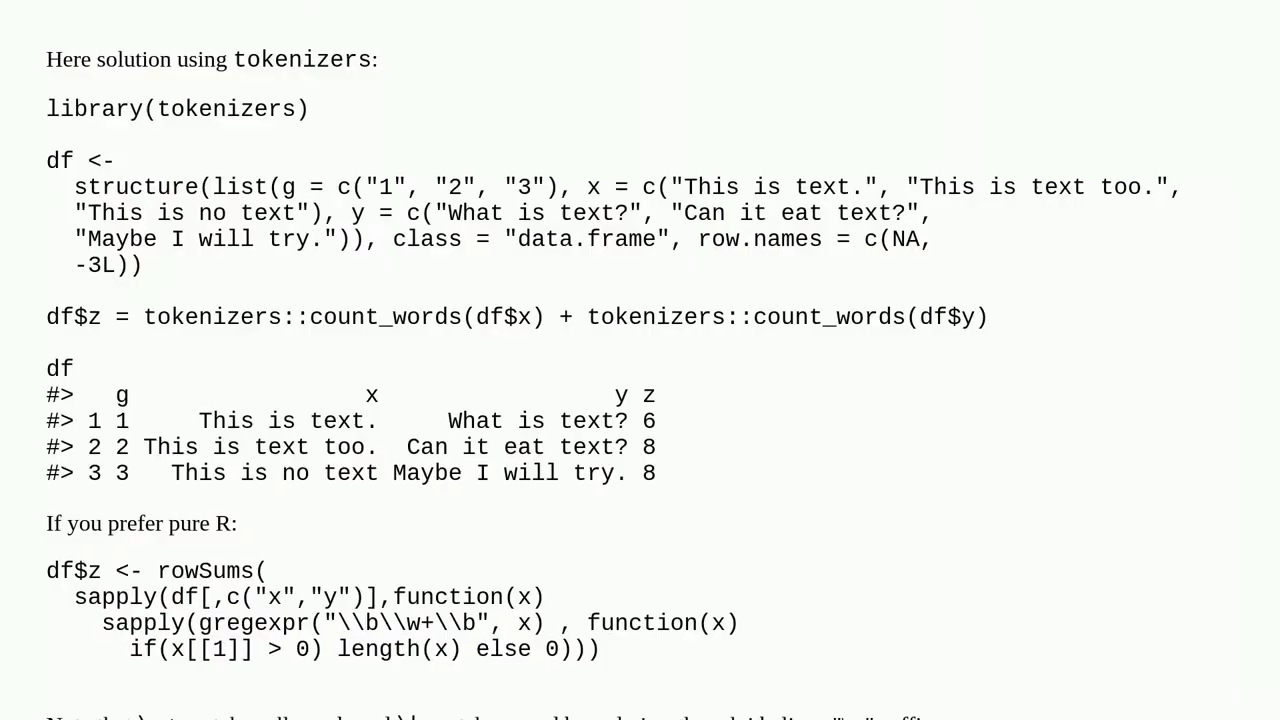 Here solution using tokenizers:
library(tokenizers)
df <-
  structure(list(g = c("1", "2", "3"), x = c("This is text.", "This is text too.",
  "This is no text"), y = c("What is text?", "Can it eat text?",
  "Maybe I will try.")), class = "data.frame", row.names = c(NA,
  -3L))
df$z = tokenizers::count_words(df$x) + tokenizers::count_words(df$y)
df
#>   g                 x                 y z
#> 1 1     This is text.     What is text? 6
#> 2 2 This is text too.  Can it eat text? 8
#> 3 3   This is no text Maybe I will try. 8
If you prefer pure R:
df$z <- rowSums(
  sapply(df[,c("x","y")],function(x)
    sapply(gregexpr("\\b\\w+\\b", x) , function(x)
      if(x[[1]] > 0) length(x) else 0)))